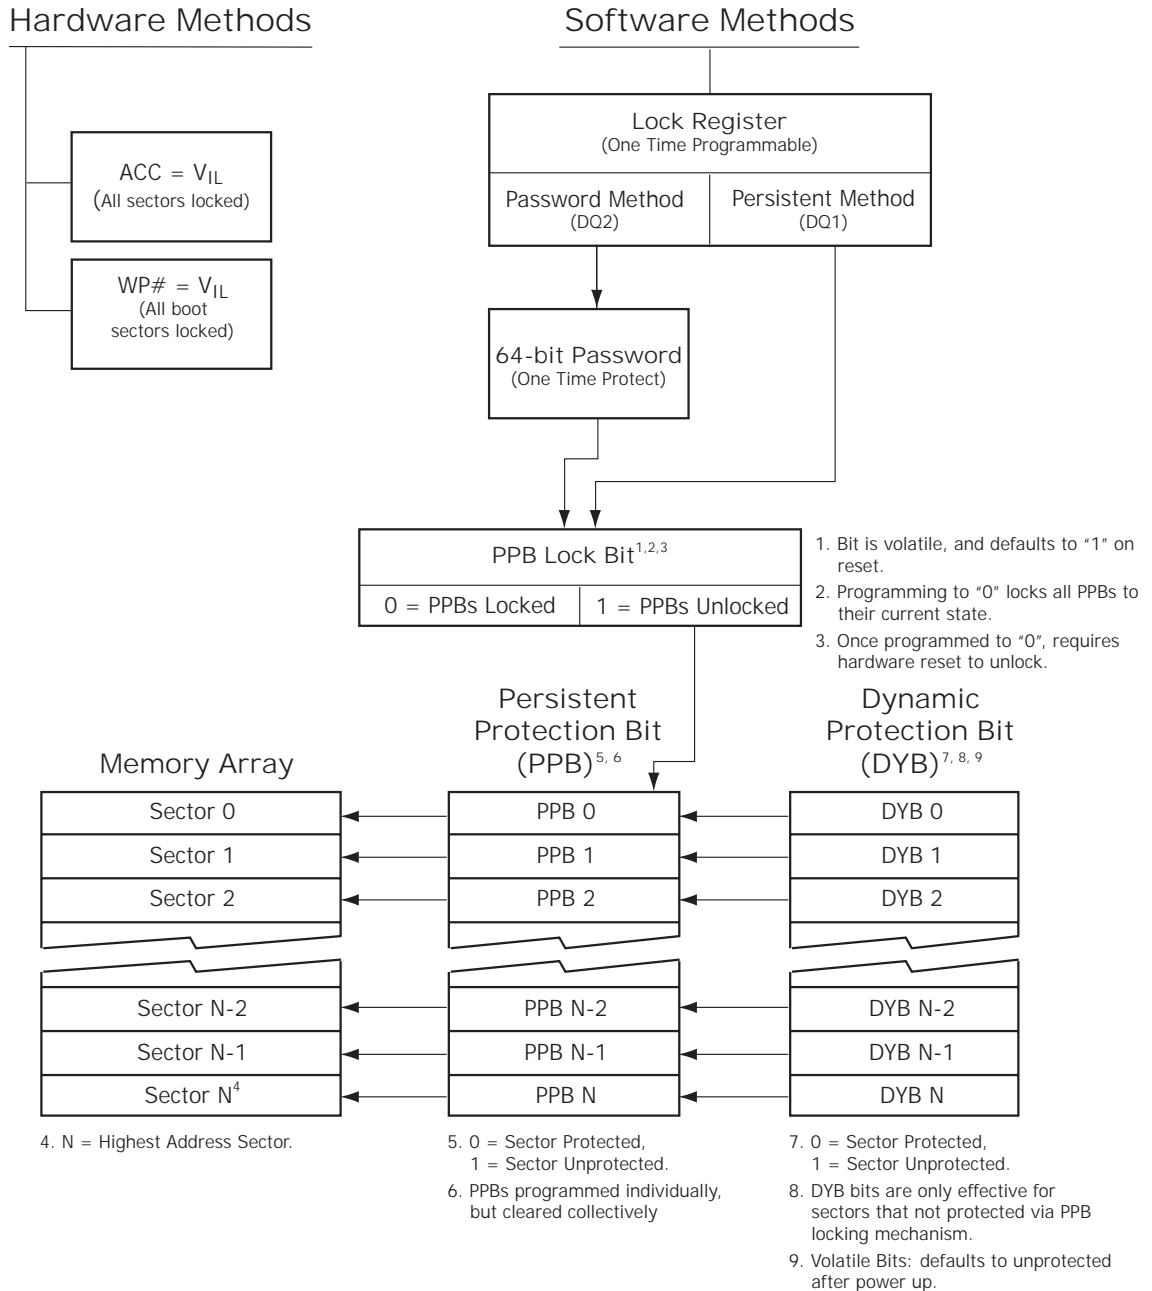 Hardware Methods
Software Methods
ACC = VIL
(All sectors locked)
WP# = VIL
(All boot
sectors locked)
Lock Register
(One Time Programmable)
Password Method
(DQ2)
Persistent Method
(DQ1)
64-bit Password
(One Time Protect)
PPB Lock Bit1,2,3
0 = PPBs Locked
1 = PPBs Unlocked
1. Bit is volatile, and defaults to “1” on
reset.
2. Programming to “0” locks all PPBs to
their current state.
3. Once programmed to “0”, requires
hardware reset to unlock.
Memory Array
Persistent
Protection Bit
(PPB)5, 6
Dynamic
Protection Bit
(DYB)7, 8, 9
Sector 0
PPB 0
DYB 0
Sector 1
PPB 1
DYB 1
Sector 2
PPB 2
DYB 2
Sector N-2
PPB N-2
DYB N-2
Sector N-1
PPB N-1
DYB N-1
Sector N4
PPB N
DYB N
4. N = Highest Address Sector.
5. 0 = Sector Protected,
1 = Sector Unprotected.
6. PPBs programmed individually,
but cleared collectively
7. 0 = Sector Protected,
1 = Sector Unprotected.
8. DYB bits are only effective for
sectors that not protected via PPB
locking mechanism.
9. Volatile Bits: defaults to unprotected
after power up.